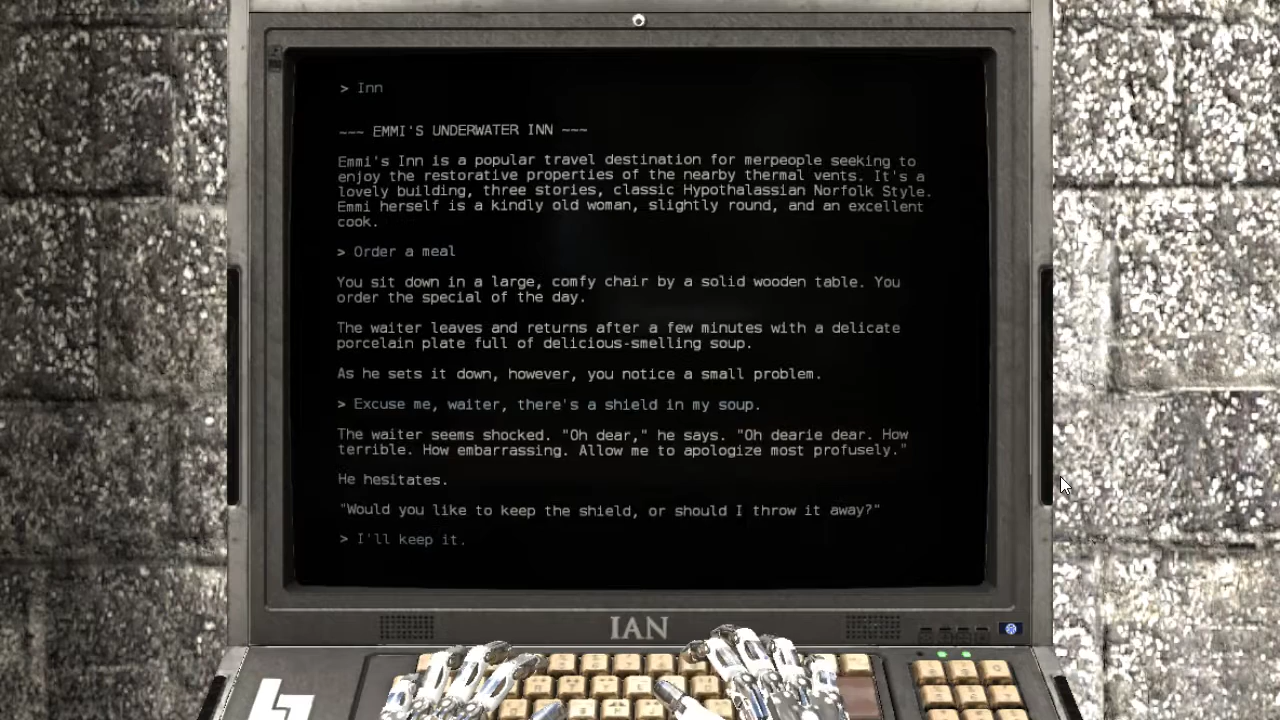 > Inn
~~~ EMMI'S UNDERWATER INN ~~~
Emmi's Inn is a popular travel destination for merpeople seeking to
enjoy the restorative properties of the nearby thermal vents. It's a
lovely building, three stories, classic Hypothalassian Norfolk Style.
Emmi herself is a kindly old woman, slightly round, and an excellent
cook.
> Order a meal
You sit down in a large, comfy chair by a solid wooden table. You
order the special of the day.
The waiter leaves and returns after a few minutes with a delicate
porcelain plate full of delicious-smelling soup.
As he sets it down, however, you notice a small problem.
> Excuse me, waiter, there's a shield in my soup.
The waiter seems shocked. "Oh dear," he says. "Oh dearie dear. How
terrible. How embarrassing. Allow me to apologize most profusely."
He hesitates.
"Would you like to keep the shield, or should I throw it away?"
> I'll keep it.
IAN